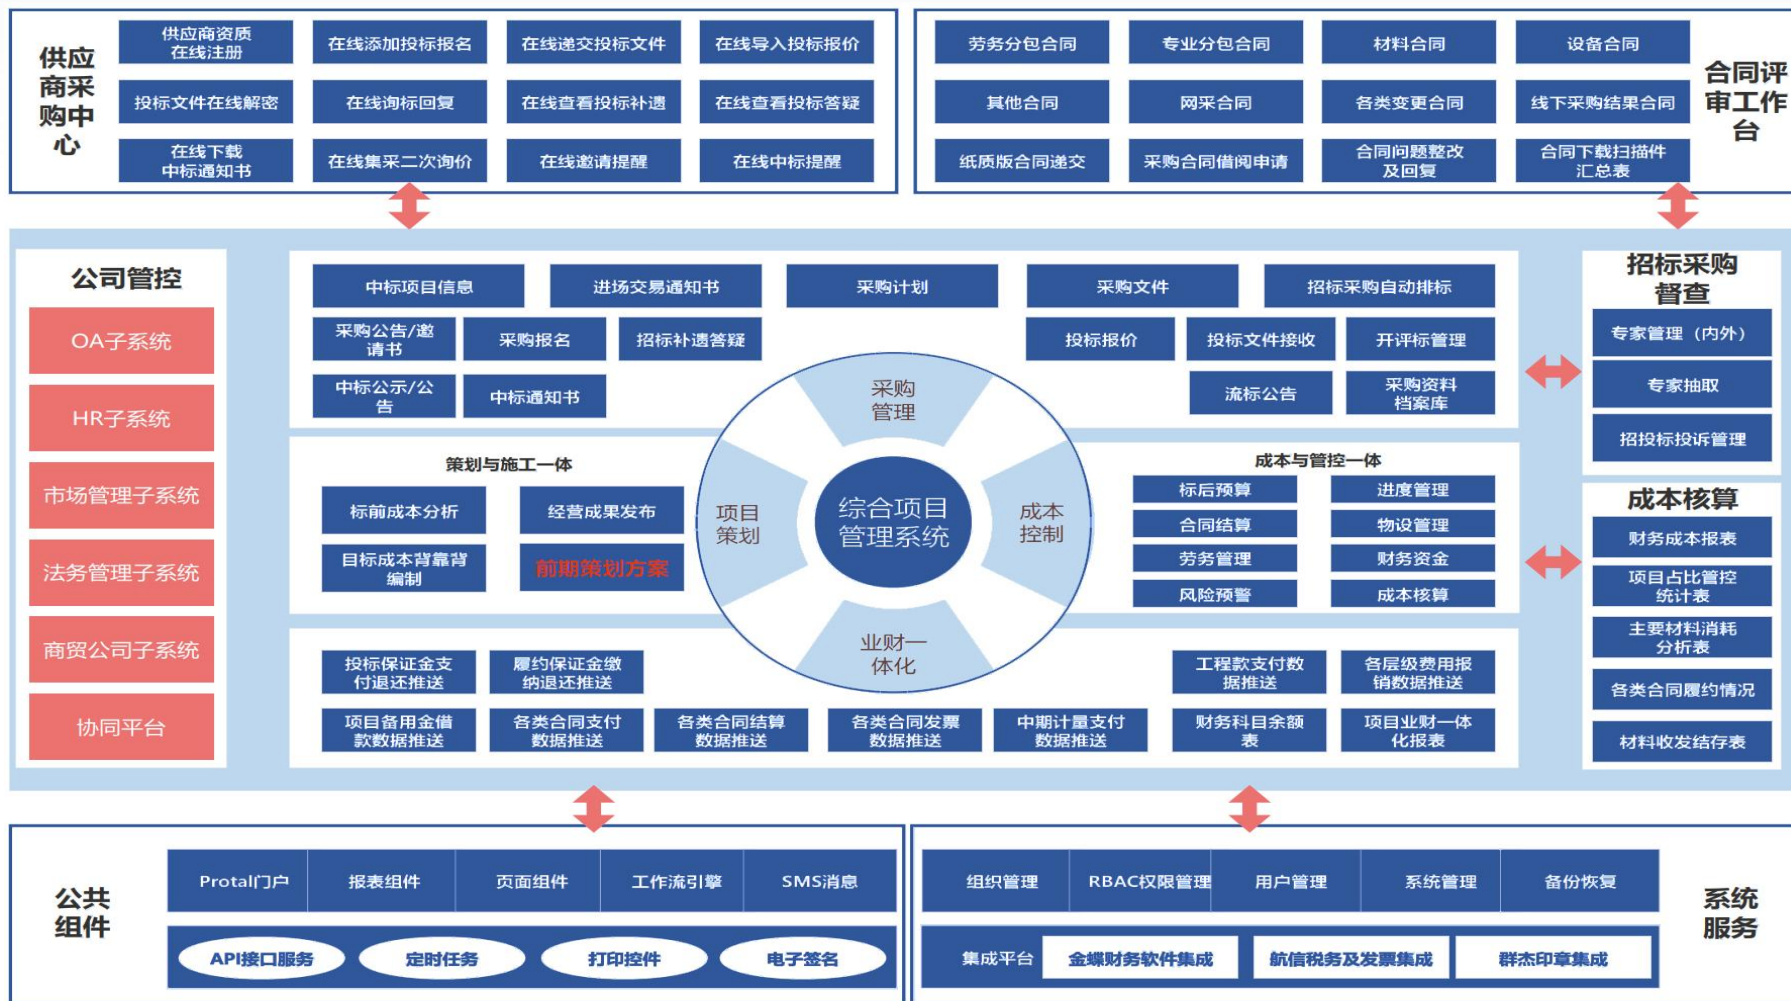 供应
商采
购中
心
供应商资质
在线注册
在线添加投标报名
在线递交投标文件
在线导入投标报价
投标文件在线解密
在线询标回复
在线查看投标补遗
在线查看投标答疑
在线下载
中标通知书
在线集采二次询价
在线邀请提醒
在线中标提醒
劳务分包合同
专业分包合同
材料合同
设备合同
其他合同
网采合同
各类变更合同
线下采购结果合同
纸质版合同递交
采购合同借阅申请
合同问题整改
及回复
合同下载扫描件
汇总表
合同评
审工作
台
公司管控
OA子系统
HR子系统
市场管理子系统
法务管理子系统
商贸公司子系统
协同平台
中标项目信息
进场交易通知书
采购计划
采购文件
招标采购自动排标
采购公告/邀
请书
采购报名
招标补遗答疑
投标报价
投标文件接收
开评标管理
中标公示/公
告
中标通知书
流标公告
采购资料
档案库
策划与施工一体
标前成本分析
经营成果发布
目标成本背靠背
编制
前期策划方案
采购
管理
项目
策划
综合项目
管理系统
成本
控制
业财一
体化
成本与管控一体
标后预算
进度管理
合同结算
物设管理
劳务管理
财务资金
风险预警
成本核算
投标保证金支
付退还推送
履约保证金缴
纳退还推送
工程款支付数
据推送
各层级费用报
销数据推送
项目备用金借
款数据推送
各类合同支付
数据推送
各类合同结算
数据推送
各类合同发票
数据推送
中期计量支付
数据推送
财务科目余额
表
项目业财一体
化报表
招标采购
督查
专家管理（内外）
专家抽取
招投标投诉管理
成本核算
财务成本报表
项目占比管控
统计表
主要材料消耗
分析表
各类合同履约情况
材料收发结存表
公共
组件
Protal门户
报表组件
页面组件
工作流引擎
SMS消息
API接口服务
定时任务
打印控件
电子签名
组织管理
RBAC权限管理
用户管理
系统管理
备份恢复
集成平台
金蝶财务软件集成
航信税务及发票集成
群杰印章集成
系统
服务